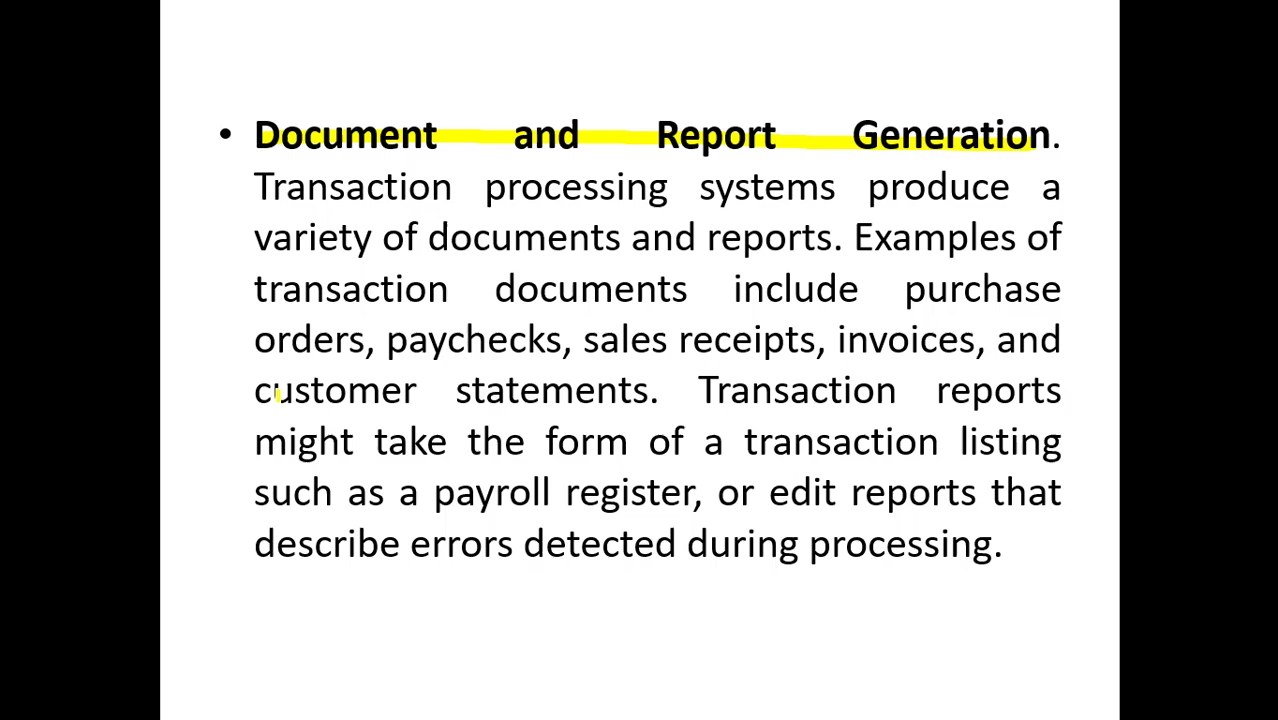 • Document and Report Generation.
Transaction processing systems produce a
variety of documents and reports. Examples of
transaction documents include purchase
orders, paychecks, sales receipts, invoices, and
customer statements. Transaction reports
might take the form of a transaction listing
such as a payroll register, or edit reports that
describe errors detected during processing.